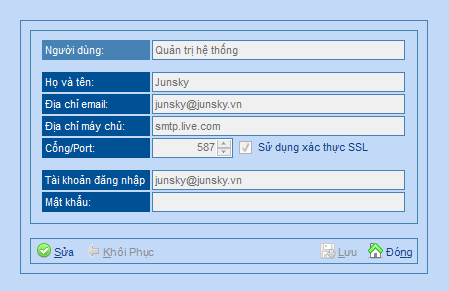 Người dùng: Quản trị hệ thống
Họ và tên: Junsky
Địa chỉ email: junsky@junsky.vn
Địa chỉ máy chủ: smtp.live.com
Cổng/Port: 587 Sử dụng xác thực SSL
Tài khoản đăng nhập junsky@junsky.vn
Mật khẩu:
Sửa Khôi Phục Lưu Đóng